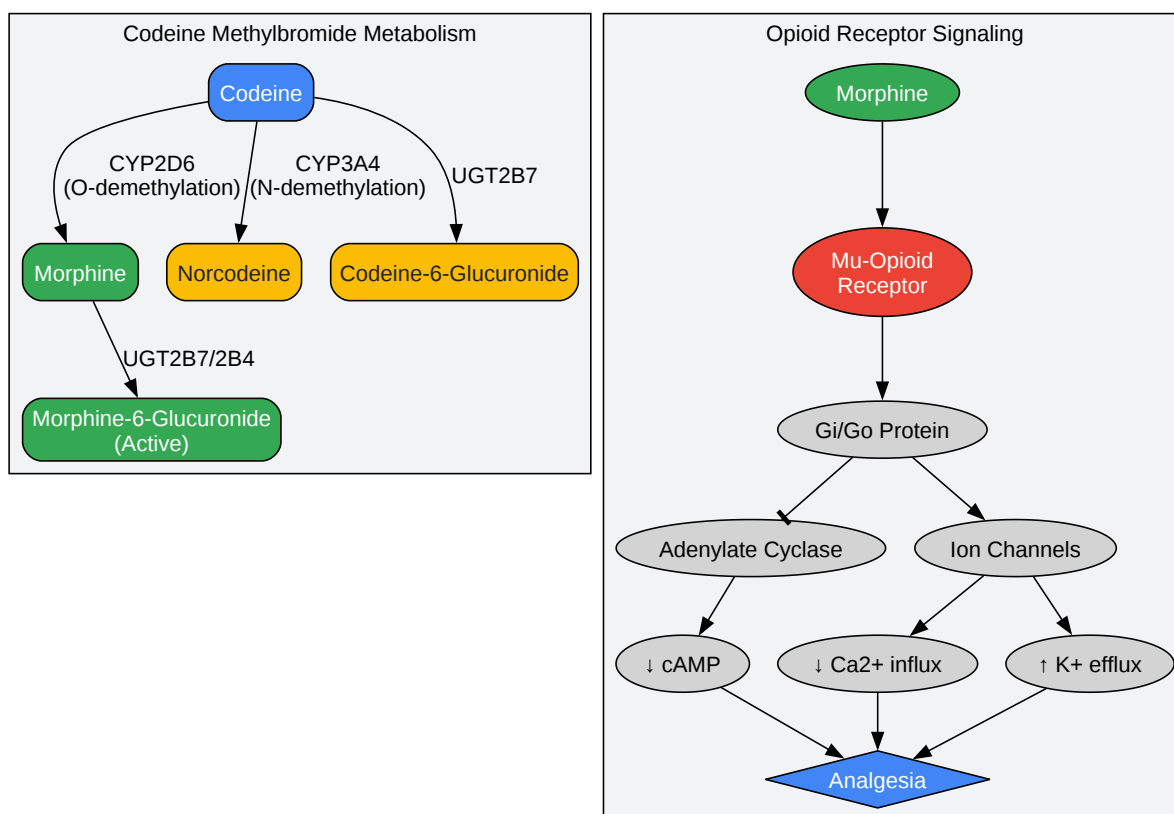 Codeine Methylbromide Metabolism
Codeine
CYP2D6
(O-demethylation)
CYP3A4
(N-demethylation)
UGT2B7
Morphine
Norcodeine
Codeine-6-Glucuronide
UGT2B7/2B4
Morphine-6-Glucuronide
(Active)
Opioid Receptor Signaling
Morphine
Mu-Opioid
Receptor
Gi/Go Protein
Adenylate Cyclase
Ion Channels
↓ cAMP
↓ Ca2+ influx
↑ K+ efflux
Analgesia